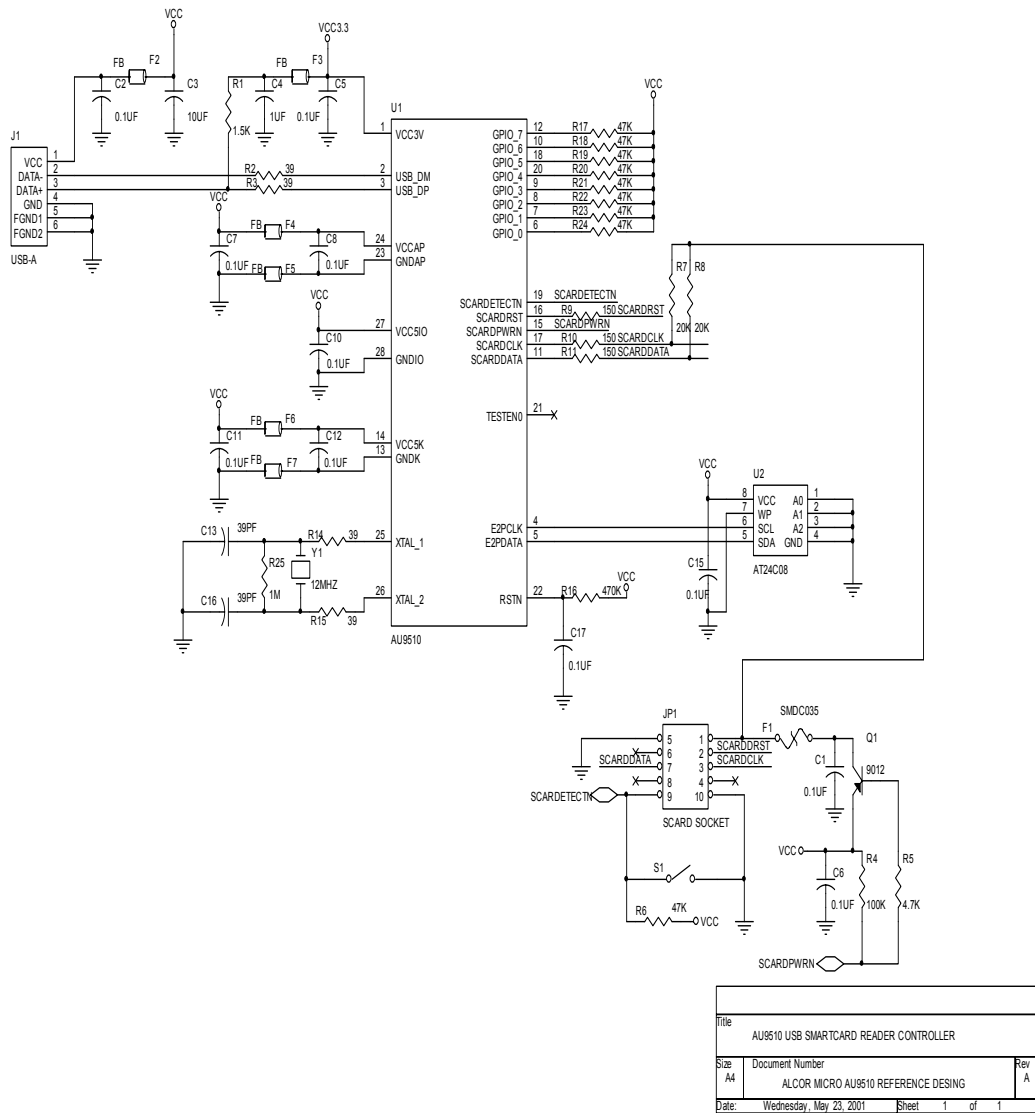 VCC
VCC3.3
FB F2
FB F3
C2
C3
R1
C4
C5
0.1UF
10UF
1.5K
1UF
0.1UF
U1
VCC
J1
1 VCC
2 DATA-
3 DATA+
4 GND
5 FGND1
6 FGND2
USB-A
R2 39
R3 39
1 VCC3V
2 USB_DM
3 USB_DP
GPIO_7 12 R17 47K
GPIO_6 10 R18 47K
GPIO_5 18 R19 47K
GPIO_4 20 R20 47K
GPIO_3 9 R21 47K
GPIO_2 8 R22 47K
GPIO_1 7 R23 47K
GPIO_0 6 R24 47K
VCC
FB F4
C7
C8
24 VCCAP
23 GNDAP
0.1UF
FB F5
0.1UF
R7 R8
20K 20K
SCARDETECTN 19 SCARDETECTN
SCARDRST 16 R9 150 SCARDRST
SCARDPWRN 15 SCARDPWRN
SCARDCLK 17 R10 150 SCARDCLK
SCARDDATA 11 R11 150 SCARDDATA
VCC
27 VCC5IO
C10
28 GNDIO
0.1UF
TESTEN0 21
VCC
FB F6
C11
C12
14 VCC5K
13 GNDK
0.1UF
FB F7
0.1UF
VCC
U2
8 VCC A0 1
7 WP A1 2
6 SCL A2 3
5 SDA GND 4
AT24C08
C15
0.1UF
E2PCLK 4
E2PDATA 5
C13 39PF
R14 39
25 XTAL_1
R25
1M
Y1
12MHZ
C16 39PF
R15 39
26 XTAL_2
RSTN 22 R16 470K
VCC
C17
0.1UF
AU9510
JP1
5 1
6 2 SCARDDRST
SCARDDATA 7 3 SCARDCLK
8 4
SCARDETECTN 9 10
SCARD SOCKET
F1
SMDC035
Q1
C1
9012
0.1UF
S1
R6 47K
VCC
VCC
C6
0.1UF
R4
100K
R5
4.7K
SCARDPWRN
Title
AU9510 USB SMARTCARD READER CONTROLLER
Size
A4
Document Number
ALCOR MICRO AU9510 REFERENCE DESING
Rev
A
Date: Wednesday, May 23, 2001 Sheet 1 of 1